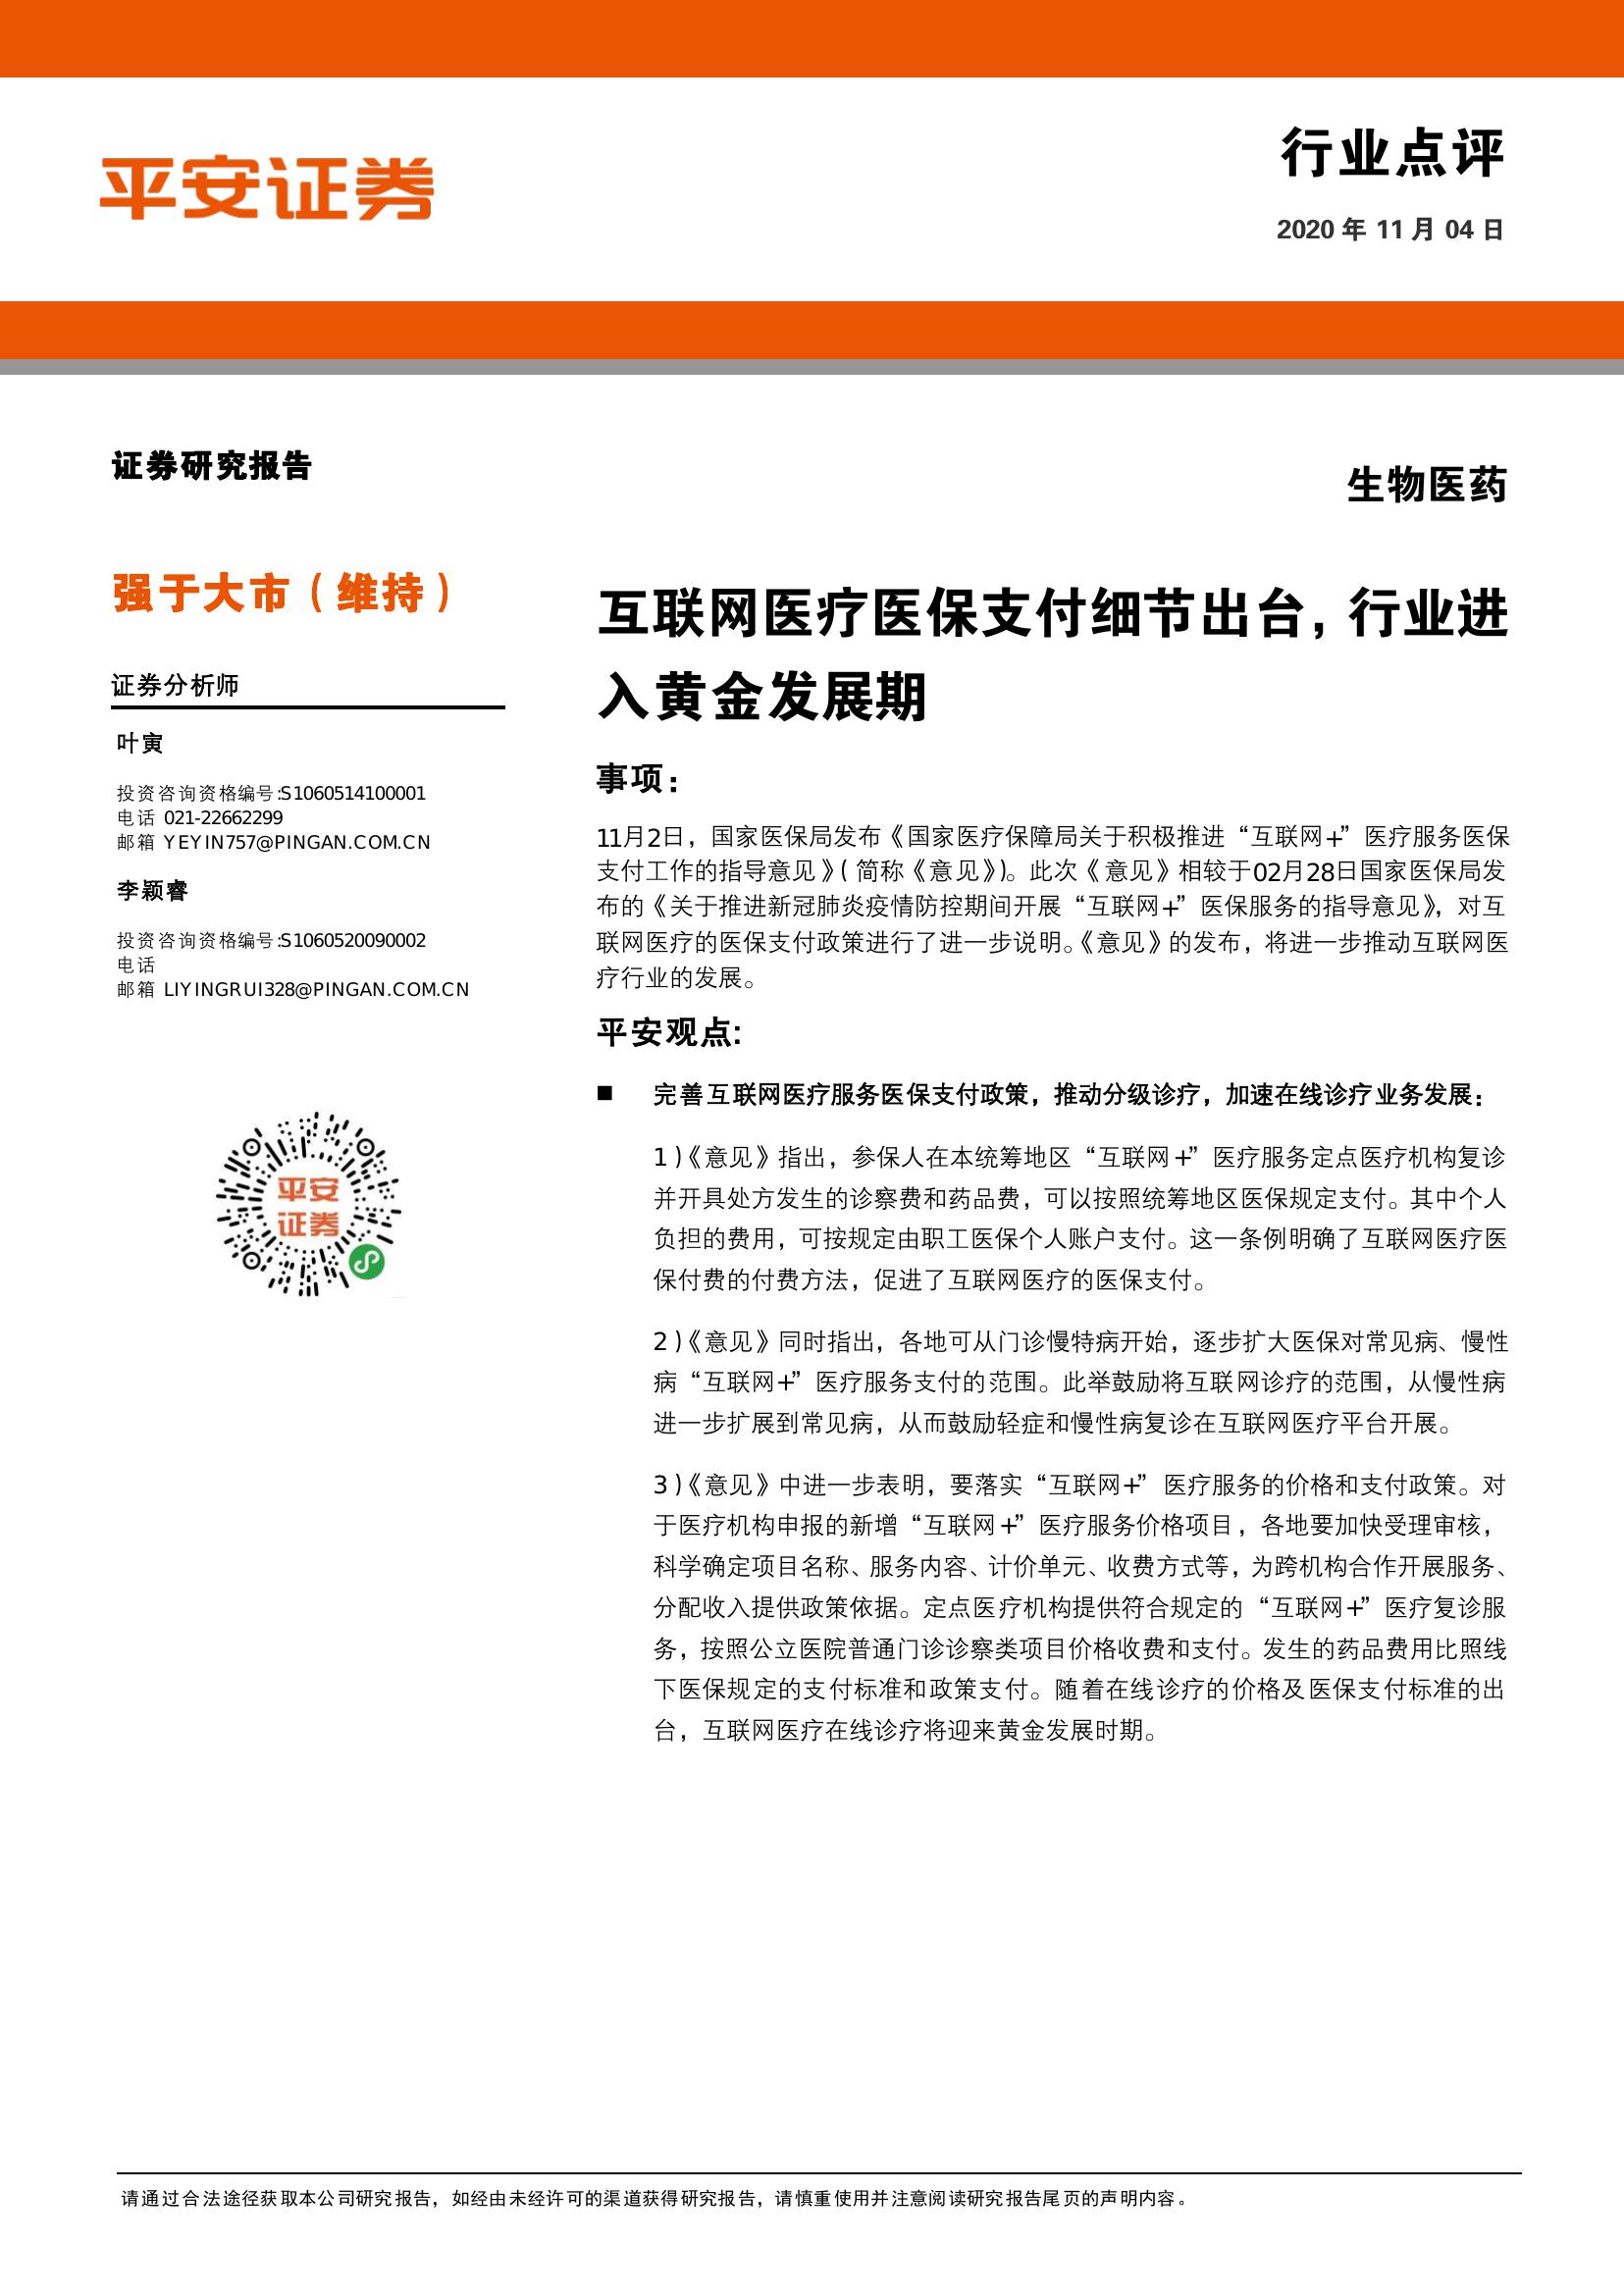 平安证券
行业点评
2020 年 11 月 04 日
证券研究报告
生物医药
强于大市（维持）
证券分析师
叶寅
投资咨询资格编号:S1060514100001
电话 021-22662299
邮箱 YEYIN757@PINGAN.COM.CN
李颖睿
投资咨询资格编号:S1060520090002
电话
邮箱 LIYINGRUI328@PINGAN.COM.CN
平安
证券
互联网医疗医保支付细节出台，行业进
入黄金发展期
事项：
11月2日，国家医保局发布《国家医疗保障局关于积极推进“互联网+”医疗服务医保
支付工作的指导意见》(简称《意见》)。此次《意见》相较于02月28日国家医保局发
布的《关于推进新冠肺炎疫情防控期间开展“互联网+”医保服务的指导意见》，对互
联网医疗的医保支付政策进行了进一步说明。《意见》的发布，将进一步推动互联网医
疗行业的发展。
平安观点:
■ 完善互联网医疗服务医保支付政策，推动分级诊疗，加速在线诊疗业务发展：
1)《意见》指出，参保人在本统筹地区“互联网+”医疗服务定点医疗机构复诊
并开具处方发生的诊察费和药品费，可以按照统筹地区医保规定支付。其中个人
负担的费用，可按规定由职工医保个人账户支付。这一条例明确了互联网医疗医
保付费的付费方法，促进了互联网医疗的医保支付。
2)《意见》同时指出，各地可从门诊慢特病开始，逐步扩大医保对常见病、慢性
病“互联网+”医疗服务支付的范围。此举鼓励将互联网诊疗的范围，从慢性病
进一步扩展到常见病，从而鼓励轻症和慢性病复诊在互联网医疗平台开展。
3)《意见》中进一步表明，要落实“互联网+”医疗服务的价格和支付政策。对
于医疗机构申报的新增“互联网+”医疗服务价格项目，各地要加快受理审核，
科学确定项目名称、服务内容、计价单元、收费方式等，为跨机构合作开展服务、
分配收入提供政策依据。定点医疗机构提供符合规定的“互联网+”医疗复诊服
务，按照公立医院普通门诊诊察类项目价格收费和支付。发生的药品费用比照线
下医保规定的支付标准和政策支付。随着在线诊疗的价格及医保支付标准的出
台，互联网医疗在线诊疗将迎来黄金发展时期。
请通过合法途径获取本公司研究报告，如经由未经许可的渠道获得研究报告，请慎重使用并注意阅读研究报告尾页的声明内容。